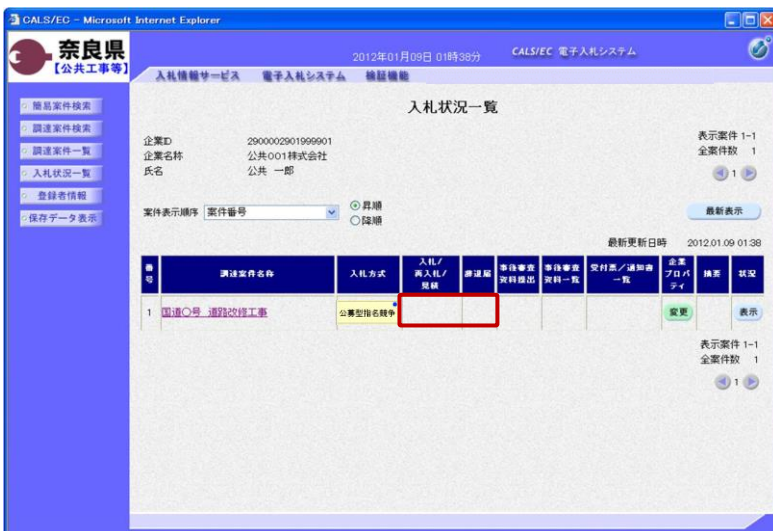 CALS/EC - Microsoft Internet Explorer
奈良県
【公共工事等】
2012年01月09日 01時38分
CALS/EC 電子入札システム
入札情報サービス 電子入札システム 検証機能
簡易案件検索
調達案件検索
調達案件一覧
入札状況一覧
登録者情報
保存データ表示
入札状況一覧
企業ID 2900002901999901
企業名称 公共001株式会社
氏名 公共 一郎
表示案件 1-1
全案件数 1
1
案件表示順序 案件番号
昇順
降順
最新表示
最新更新日時 2012.01.09 01:38
番号 調達案件名称 入札方式 入札/再入札/見積 辞退届 事後審査資料提出 事後審査資料一覧 受付票/通知書一覧 企業プロパティ 摘要 状況
1 国道〇号 道路改修工事 公募型指名競争 変更 表示
表示案件 1-1
全案件数 1
1